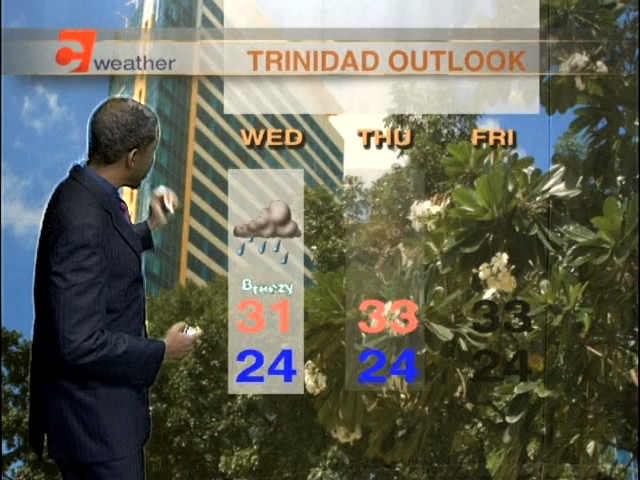 weather TRINIDAD OUTLOOK
WED THU FRI
Breezy
31 33 33
24 24 24